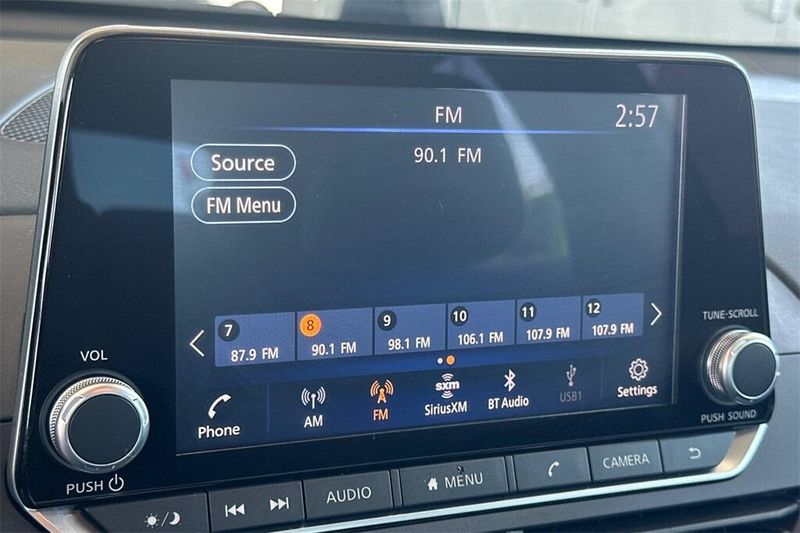 FM
2:57
Source
90.1 FM
FM Menu
7
87.9 FM
8
90.1 FM
9
98.1 FM
10
106.1 FM
11
107.9 FM
12
107.9 FM
TUNE·SCROLL
VOL
Phone
AM
FM
sxm
SiriusXM
BT Audio
USB1
Settings
PUSH SOUND
PUSH
AUDIO
MENU
CAMERA